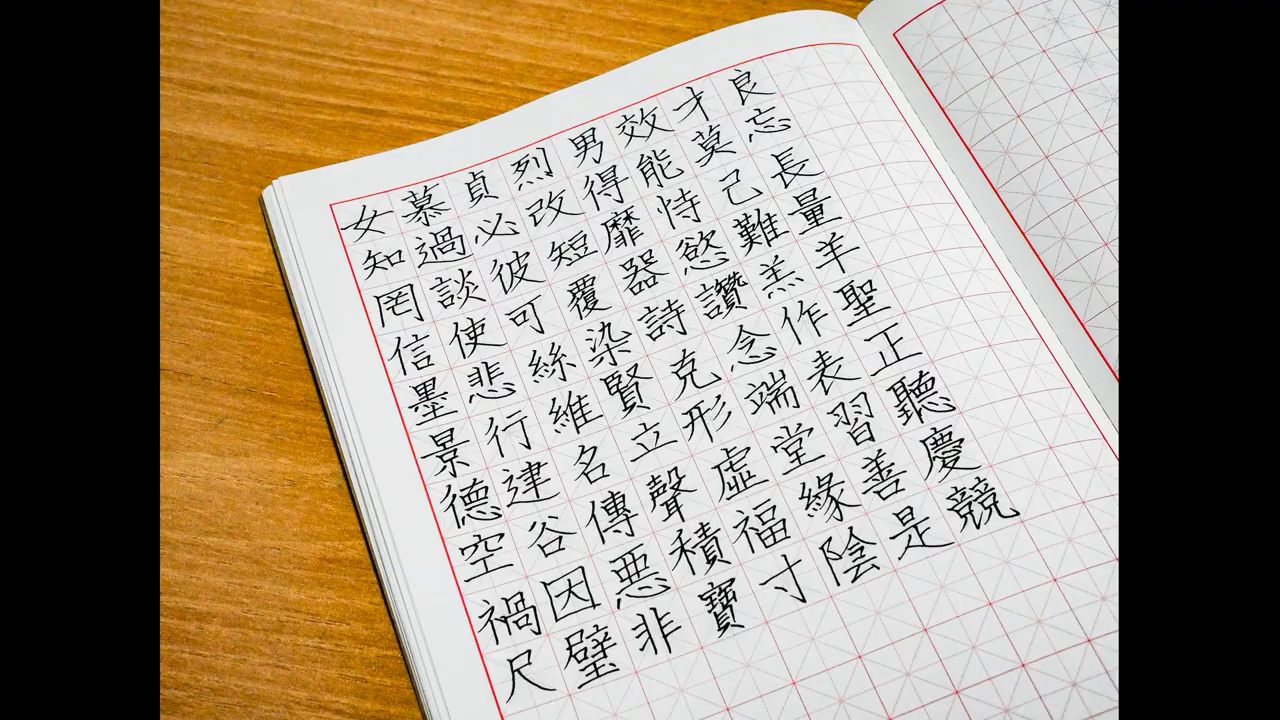 女慕貞烈男效才良
知過必改得能莫忘
罔談彼短靡恃己長
信使可覆器慾難量
墨悲絲染詩讚羔羊
景行維賢克念作聖
德建名立形端表正
空谷傳聲虛堂習聽
禍因悪積福緣善慶
尺璧非寶寸陰是競